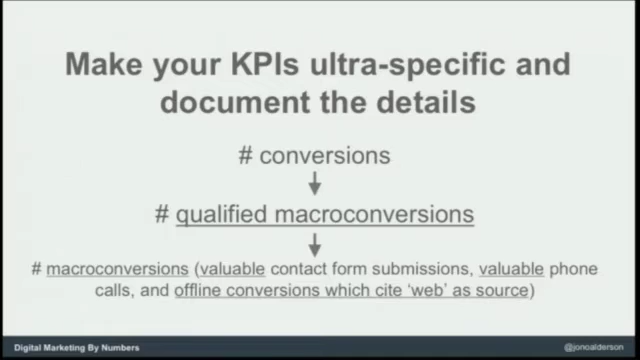 Make your KPIs ultra-specific and
document the details
# conversions
# qualified macroconversions
# macroconversions (valuable contact form submissions, valuable phone
calls, and offline conversions which cite ‘web’ as source)
Digital Marketing By Numbers
@jonoalderson